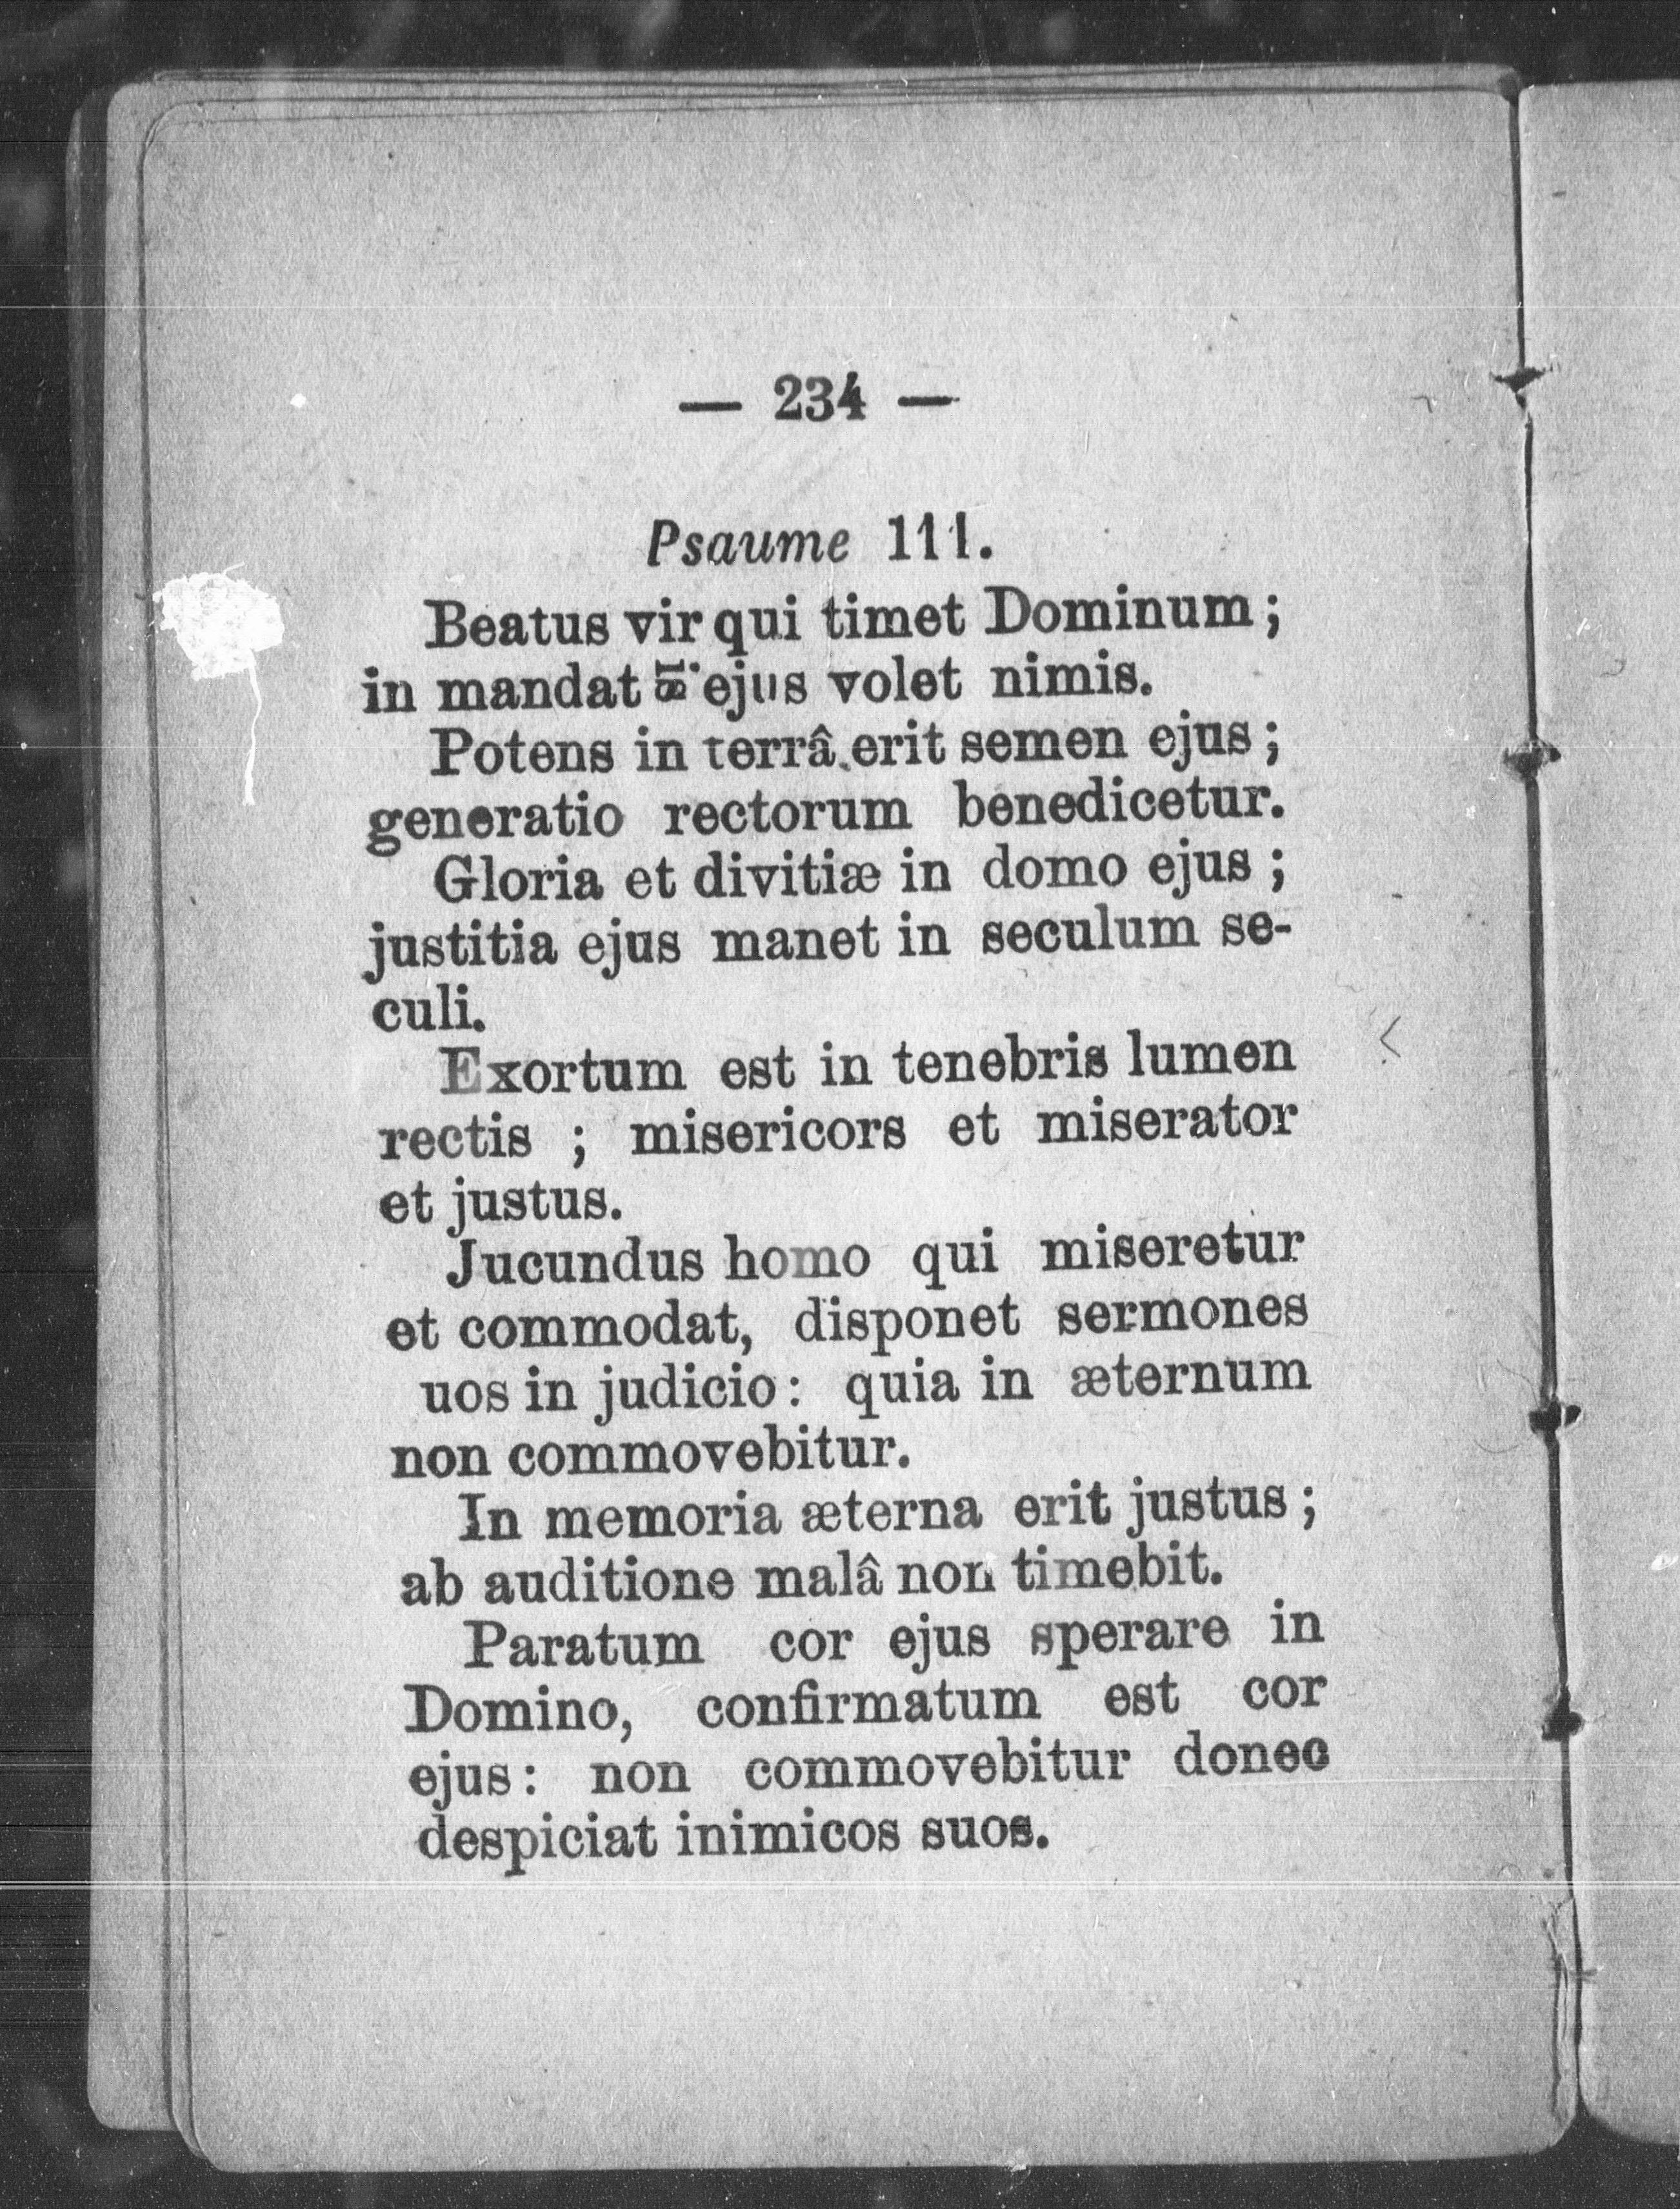 — 234 —
Psaume 111.
Beatus vir qui timet Dominum ;
in mandat ejus volet nimis.
Potens in terrâ erit semen ejus ;
generatio rectorum benedicetur.
Gloria et divitiæ in domo ejus ;
justitia ejus manet in seculum se-
culi.
Exortum est in tenebris lumen
rectis ; misericors et miserator
et justus.
Jucundus homo qui miseretur
et commodat, disponet sermones
uos in judicio : quia in æternum
non commovebitur.
In memoria æterna erit justus ;
ab auditione malâ non timebit.
Paratum cor ejus sperare in
Domino, confirmatum est cor
ejus : non commovebitur donec
despiciat inimicos suos.